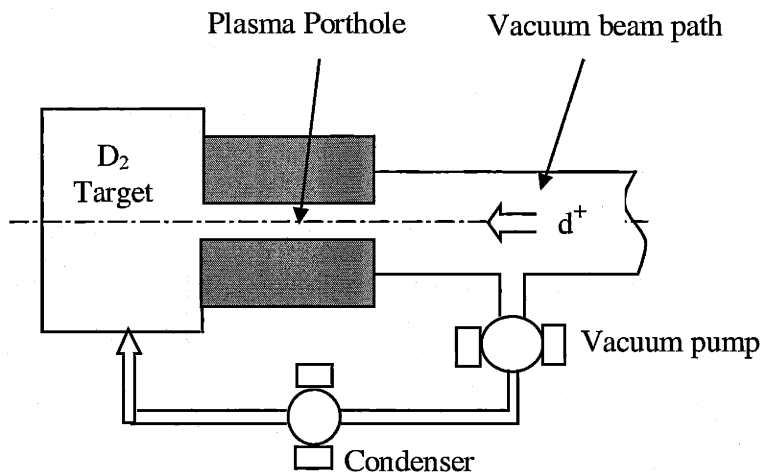 Plasma Porthole
Vacuum beam path
D₂
Target
d⁺
Vacuum pump
Condenser